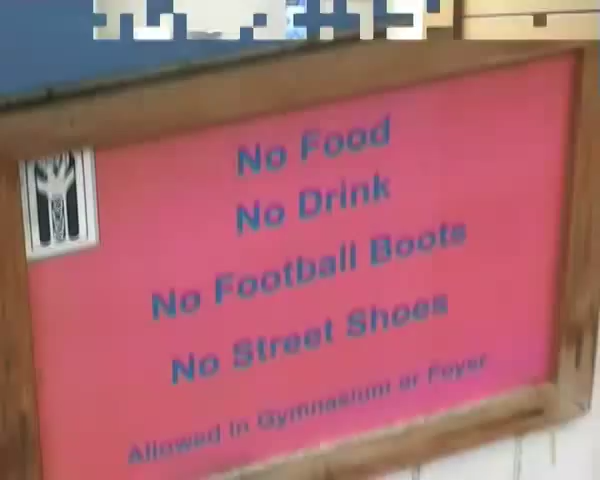 No Food
No Drink
No Football Boots
No Street Shoes
Allowed in Gymnasium or Foyer